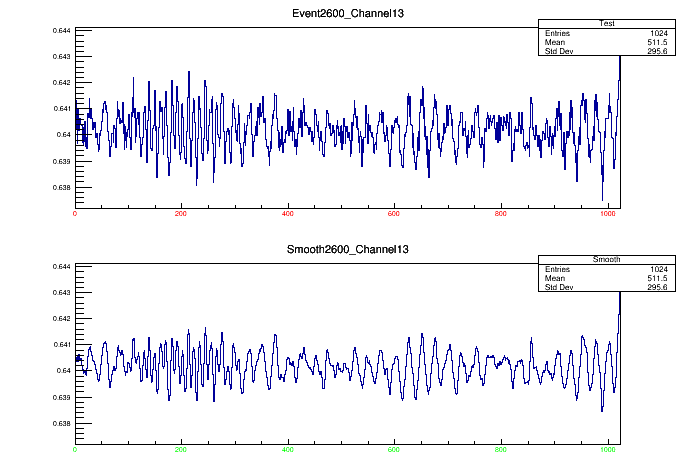 Event2600_Channel13
Test
Entries 1024
Mean 511.5
Std Dev 295.6
0.644
0.643
0.642
0.641
0.64
0.639
0.638
0 200 400 600 800 1000
Smooth2600_Channel13
Smooth
Entries 1024
Mean 511.5
Std Dev 295.6
0.644
0.643
0.642
0.641
0.64
0.639
0.638
0 200 400 600 800 1000